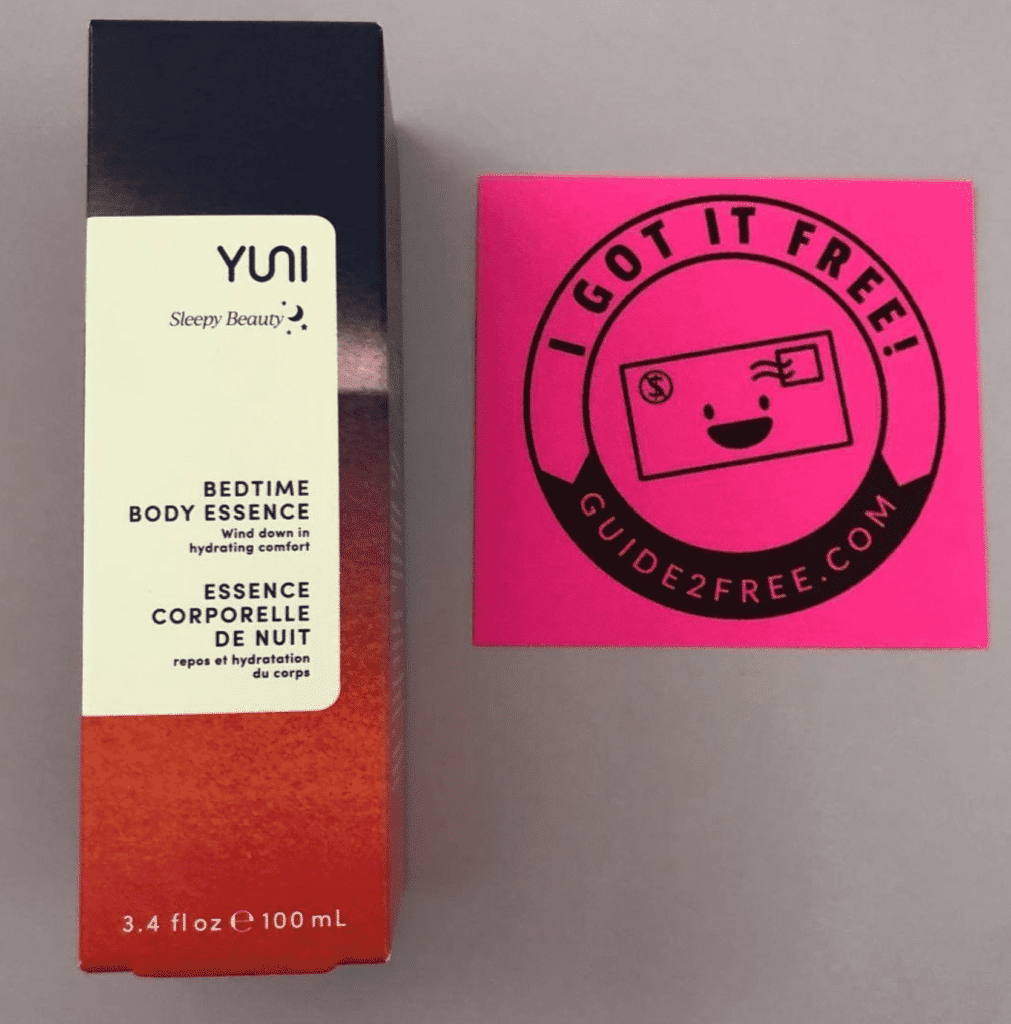 YUNI
Sleepy Beauty
BEDTIME
BODY ESSENCE
Wind down in
hydrating comfort
ESSENCE
CORPORELLE
DE NUIT
repos et hydratation
du corps
3.4 fl oz ℮ 100 mL
I GOT IT FREE!
$
GUIDE2FREE.COM